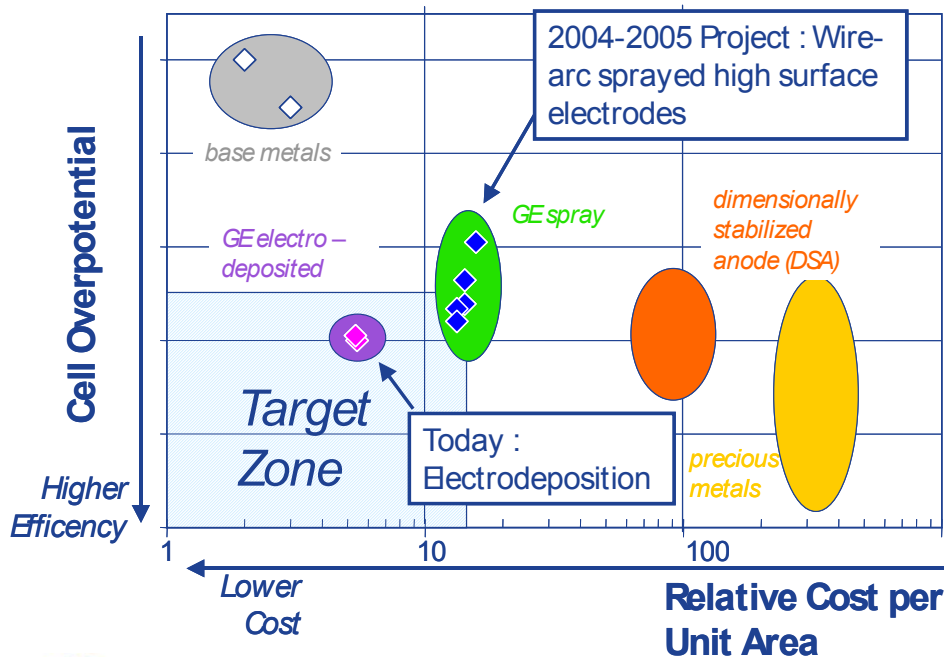 2004-2005 Project : Wire-
arc sprayed high surface
electrodes
base metals
GE spray
dimensionally
stabilized
anode (DSA)
GE electro –
deposited
Cell Overpotential
Target
Zone
Today :
Electrodeposition
precious
metals
Higher
Efficency
1
10
100
Lower
Cost
Relative Cost per
Unit Area